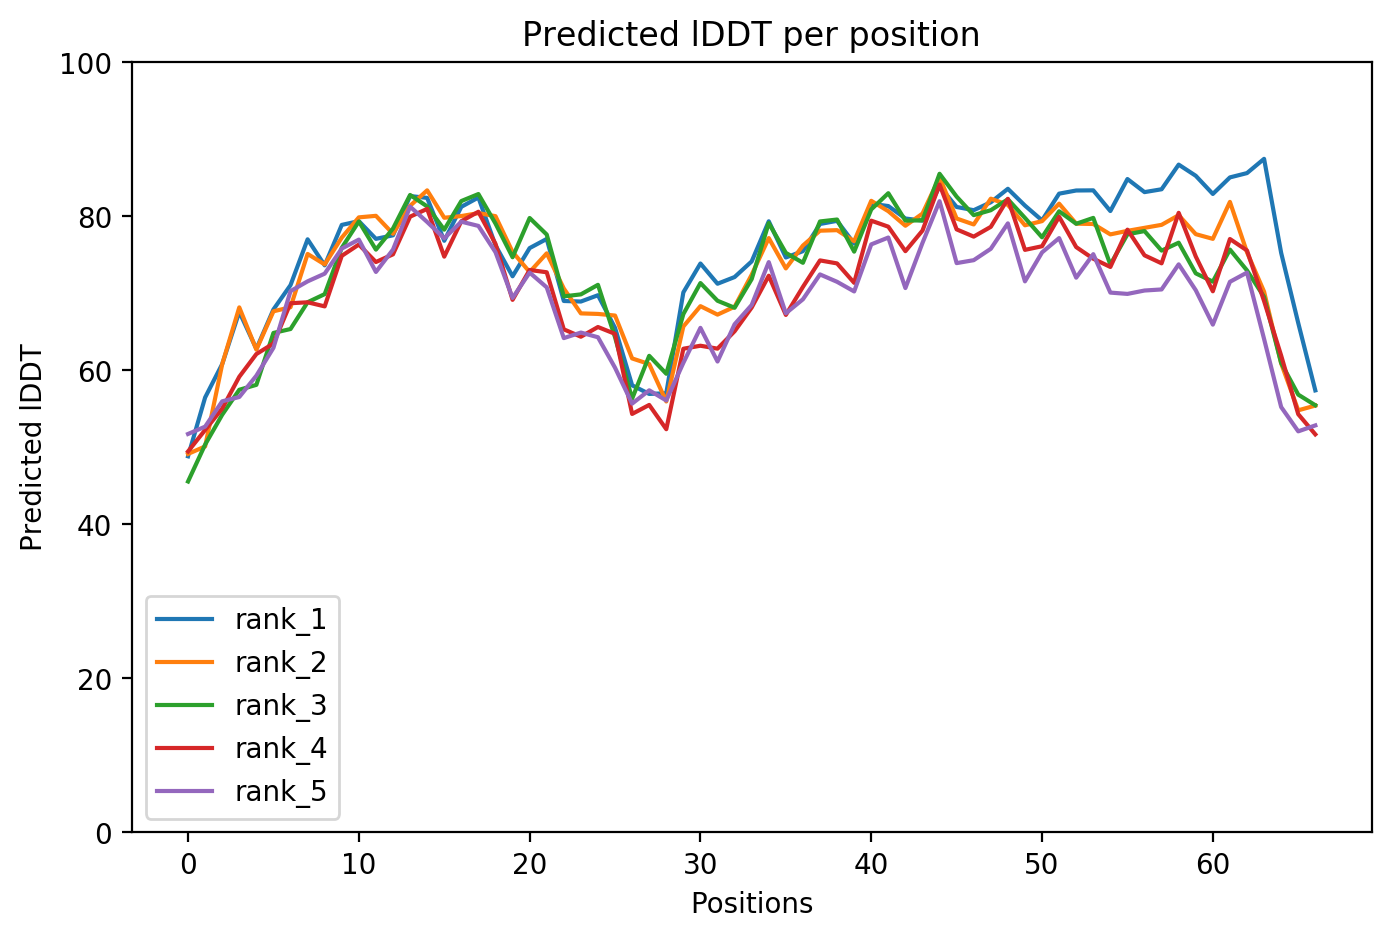 Predicted lDDT per position
100
80
60
40
20
0
Predicted lDDT
rank_1
rank_2
rank_3
rank_4
rank_5
0 10 20 30 40 50 60
Positions